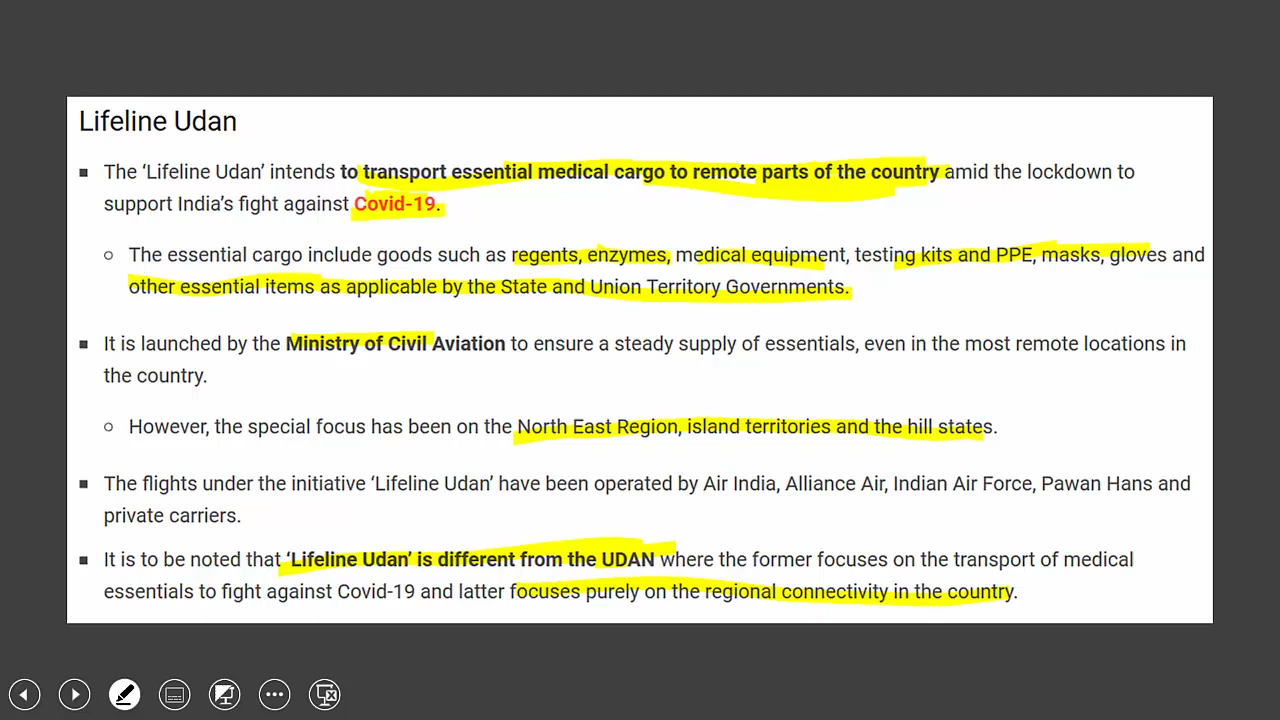 Lifeline Udan
▪ The ‘Lifeline Udan’ intends to transport essential medical cargo to remote parts of the country amid the lockdown to
support India’s fight against Covid-19.
○ The essential cargo include goods such as regents, enzymes, medical equipment, testing kits and PPE, masks, gloves and
other essential items as applicable by the State and Union Territory Governments.
▪ It is launched by the Ministry of Civil Aviation to ensure a steady supply of essentials, even in the most remote locations in
the country.
○ However, the special focus has been on the North East Region, island territories and the hill states.
▪ The flights under the initiative ‘Lifeline Udan’ have been operated by Air India, Alliance Air, Indian Air Force, Pawan Hans and
private carriers.
▪ It is to be noted that ‘Lifeline Udan’ is different from the UDAN where the former focuses on the transport of medical
essentials to fight against Covid-19 and latter focuses purely on the regional connectivity in the country.